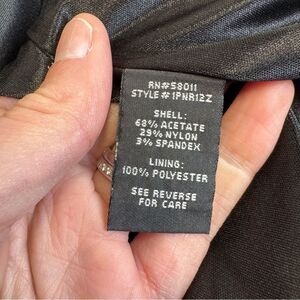 RN#58011
STYLE# 1PNR12Z
SHELL:
68% ACETATE
29% NYLON
3% SPANDEX
LINING:
100% POLYESTER
SEE REVERSE
FOR CARE